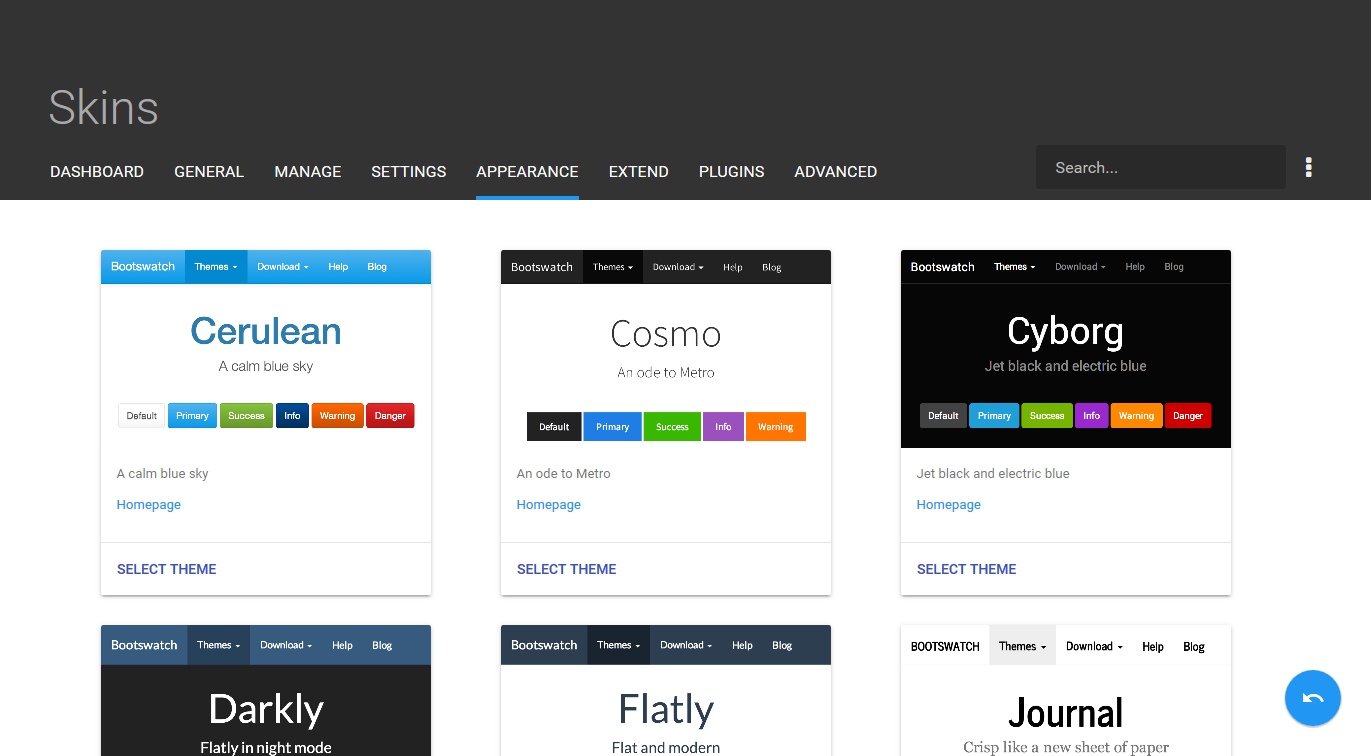 Skins
DASHBOARD GENERAL MANAGE SETTINGS APPEARANCE EXTEND PLUGINS ADVANCED Search...
Bootswatch Themes Download Help Blog
Cerulean
A calm blue sky
Default Primary Success Info Warning Danger
A calm blue sky
Homepage
SELECT THEME
Bootswatch Themes Download Help Blog
Cosmo
An ode to Metro
Default Primary Success Info Warning
An ode to Metro
Homepage
SELECT THEME
Bootswatch Themes Download Help Blog
Cyborg
Jet black and electric blue
Default Primary Success Info Warning Danger
Jet black and electric blue
Homepage
SELECT THEME
Bootswatch Themes Download Help Blog
Darkly
Flatly in night mode
Bootswatch Themes Download Help Blog
Flatly
Flat and modern
BOOTSWATCH Themes Download Help Blog
Journal
Crisp like a new sheet of paper